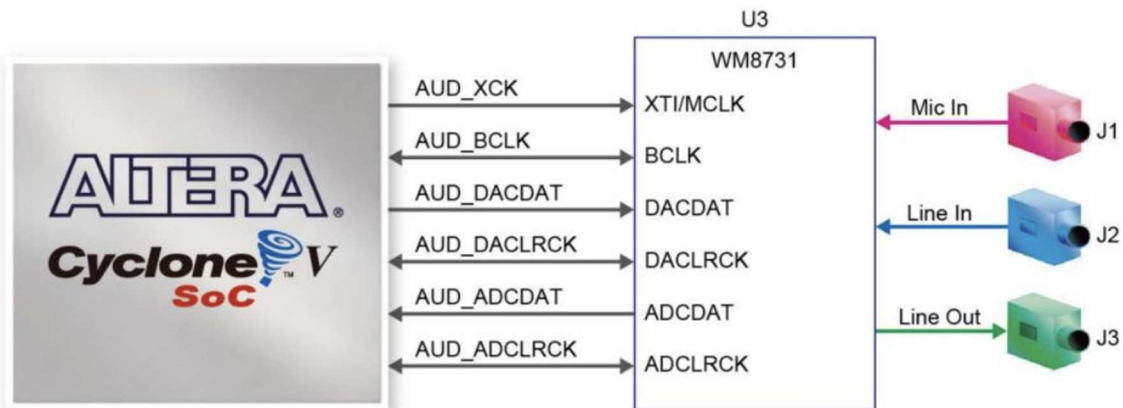 U3
WM8731
ALTERA®
Cyclone™ V
SoC
AUD_XCK
AUD_BCLK
AUD_DACDAT
AUD_DACLRCK
AUD_ADCDAT
AUD_ADCLRCK
XTI/MCLK
BCLK
DACDAT
DACLRCK
ADCDAT
ADCLRCK
Mic In
J1
Line In
J2
Line Out
J3